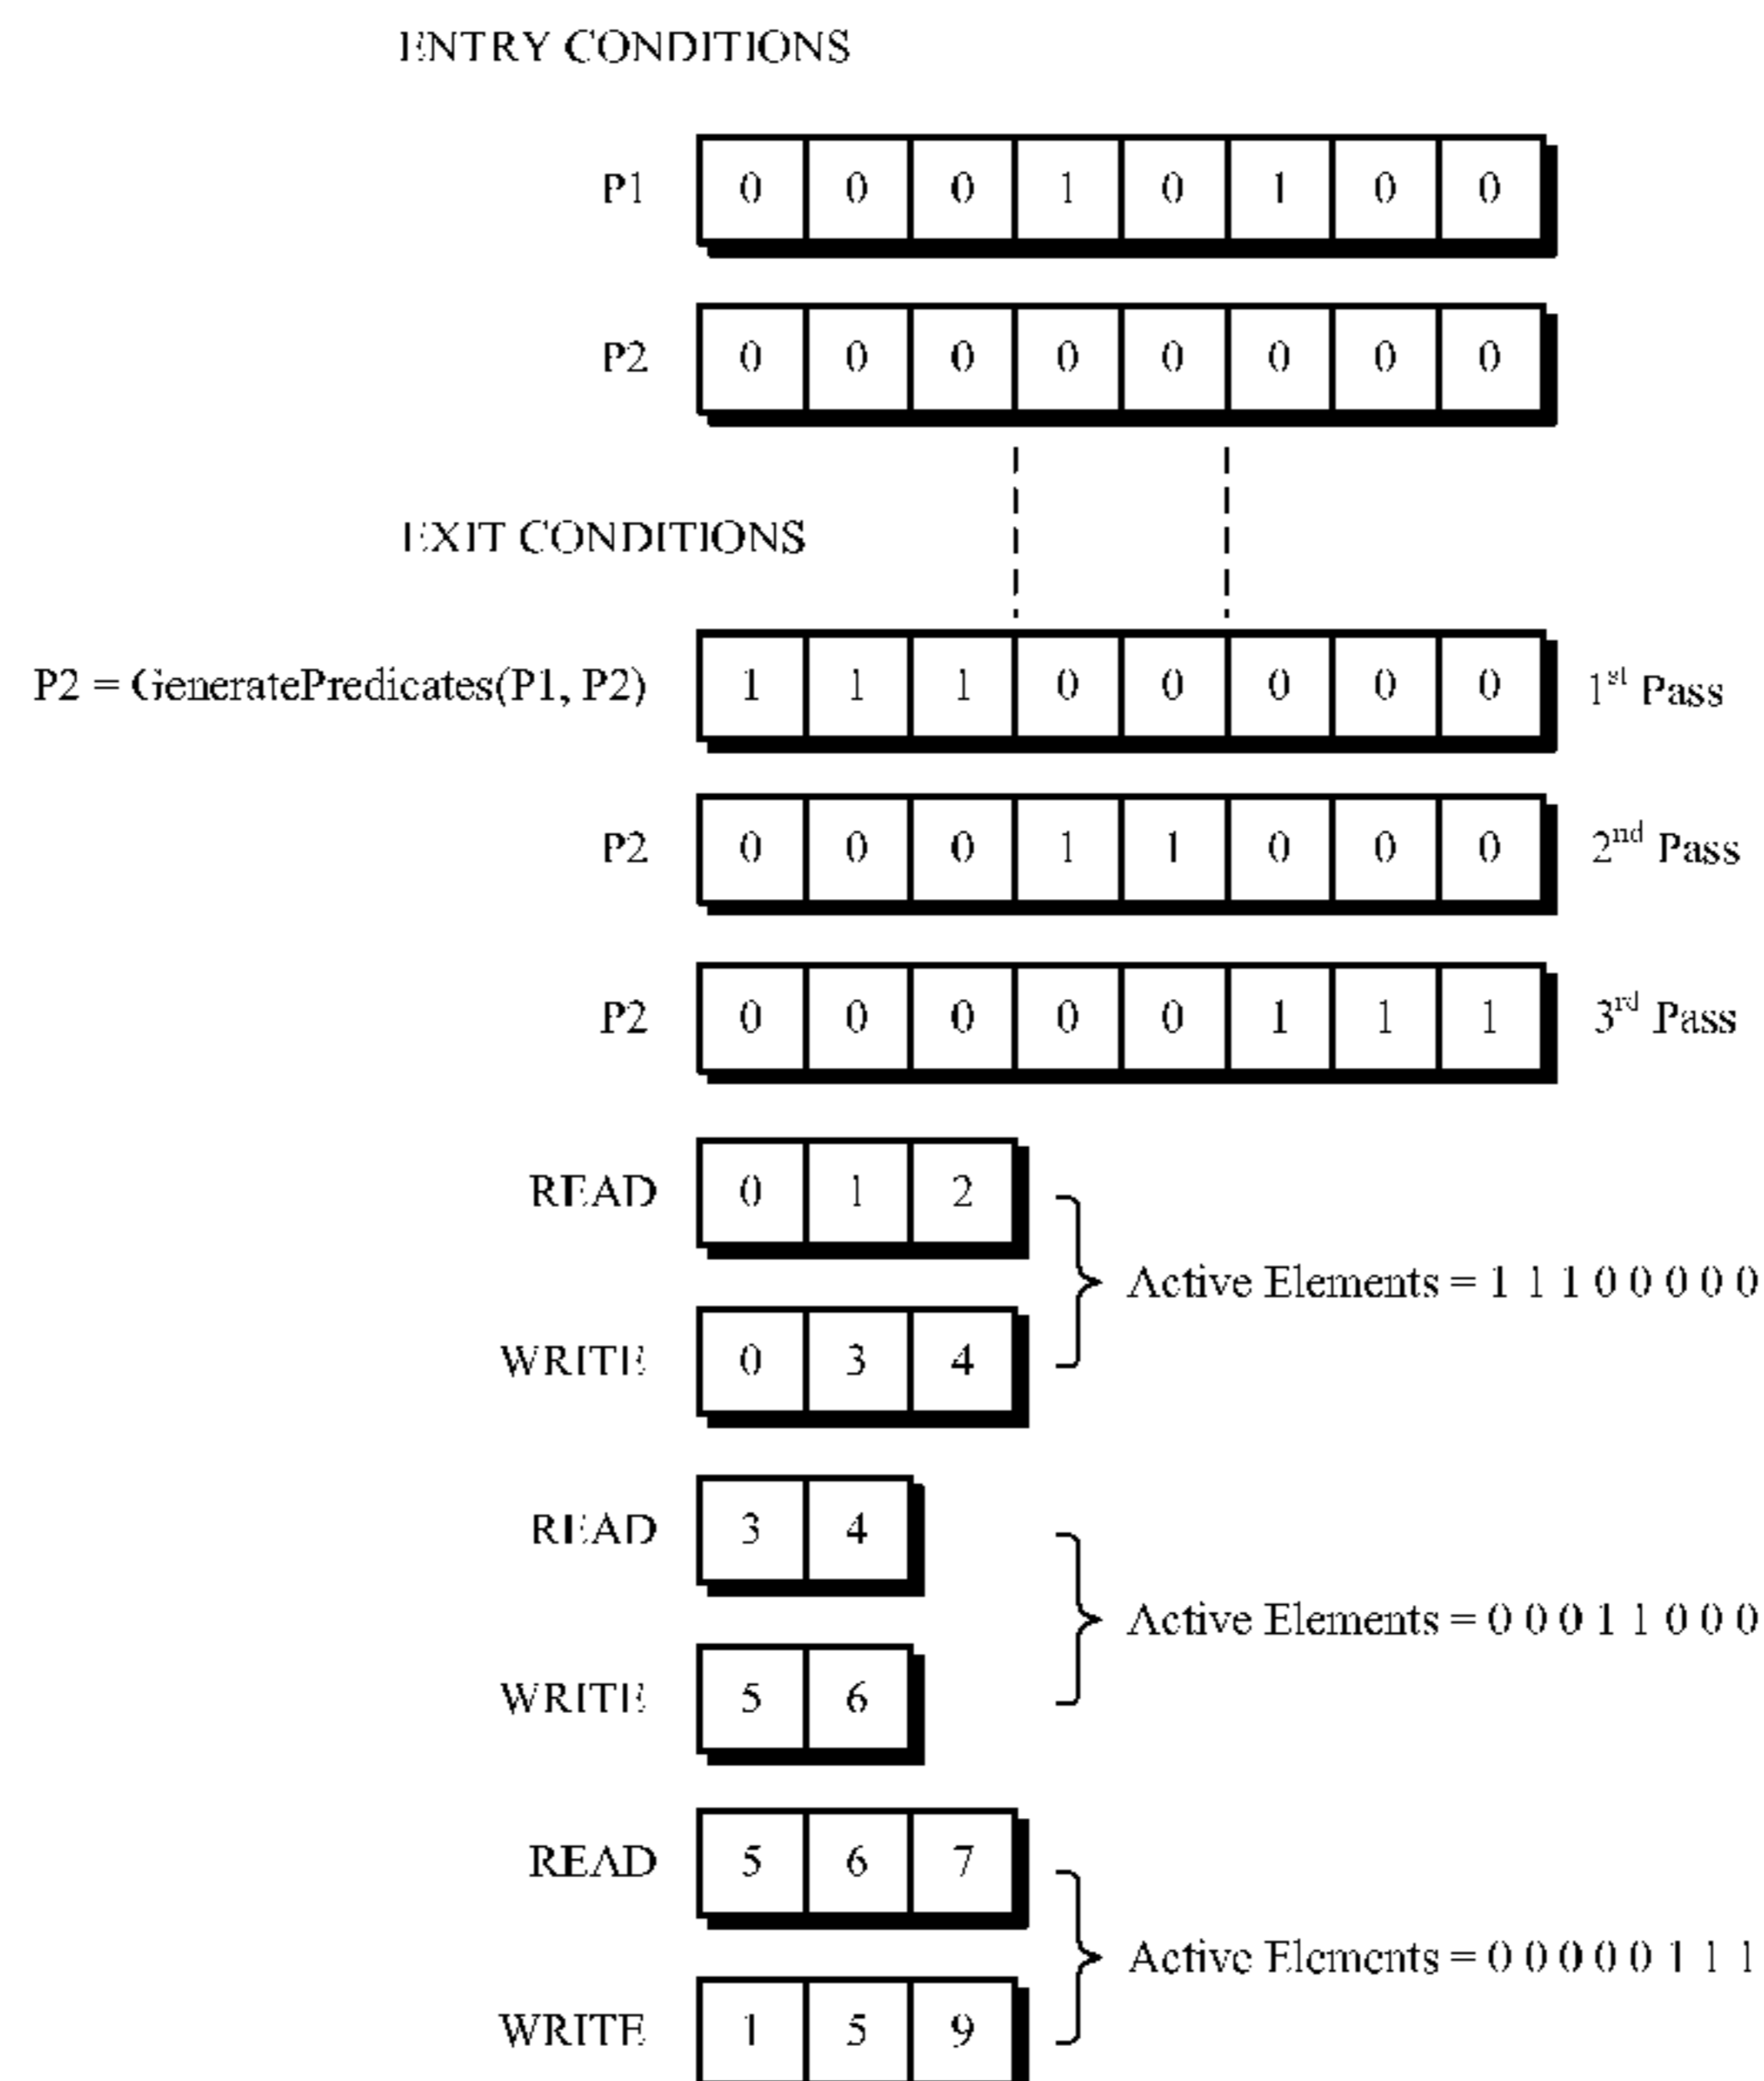 ENTRY CONDITIONS
P1 0 0 0 1 0 1 0 0
P2 0 0 0 0 0 0 0 0
EXIT CONDITIONS
P2 = GeneratePredicates(P1, P2) 1 1 1 0 0 0 0 0 1st Pass
P2 0 0 0 1 1 0 0 0 2nd Pass
P2 0 0 0 0 0 1 1 1 3rd Pass
READ 0 1 2
Active Elements = 1 1 1 0 0 0 0 0
WRITE 0 3 4
READ 3 4
Active Elements = 0 0 0 1 1 0 0 0
WRITE 5 6
READ 5 6 7
Active Elements = 0 0 0 0 0 1 1 1
WRITE 1 5 9